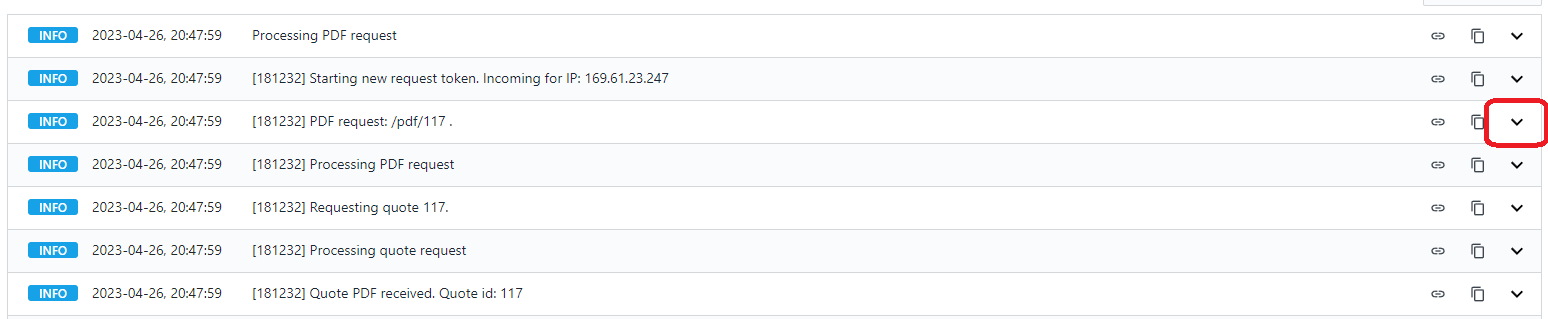 INFO 2023-04-26, 20:47:59 Processing PDF request
INFO 2023-04-26, 20:47:59 [181232] Starting new request token. Incoming for IP: 169.61.23.247
INFO 2023-04-26, 20:47:59 [181232] PDF request: /pdf/117 .
INFO 2023-04-26, 20:47:59 [181232] Processing PDF request
INFO 2023-04-26, 20:47:59 [181232] Requesting quote 117.
INFO 2023-04-26, 20:47:59 [181232] Processing quote request
INFO 2023-04-26, 20:47:59 [181232] Quote PDF received. Quote id: 117